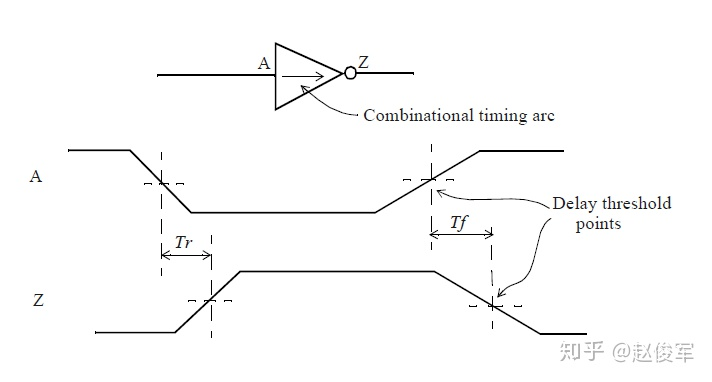 A
Z
Combinational timing arc
A
Delay threshold
points
Tf
Tr
Z
知乎 @赵俊军